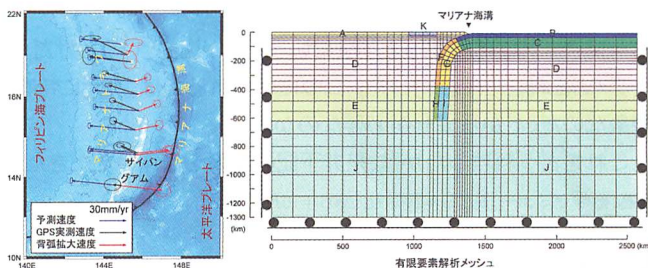 22N
18N
14N
10N
140E
144E
148E
フィリピン海プレート
マリアナ海溝
太平洋プレート
サイパン
グアム
30mm/yr
予測速度
GPS実測速度
背弧拡大速度
マリアナ海溝
K
A
B
C
D
D
E
E
H
I
J
J
0
-200
-400
-600
-800
-1000
-1200
-1300
(km)
0
500
1000
1500
2000
2500
(km)
有限要素解析メッシュ